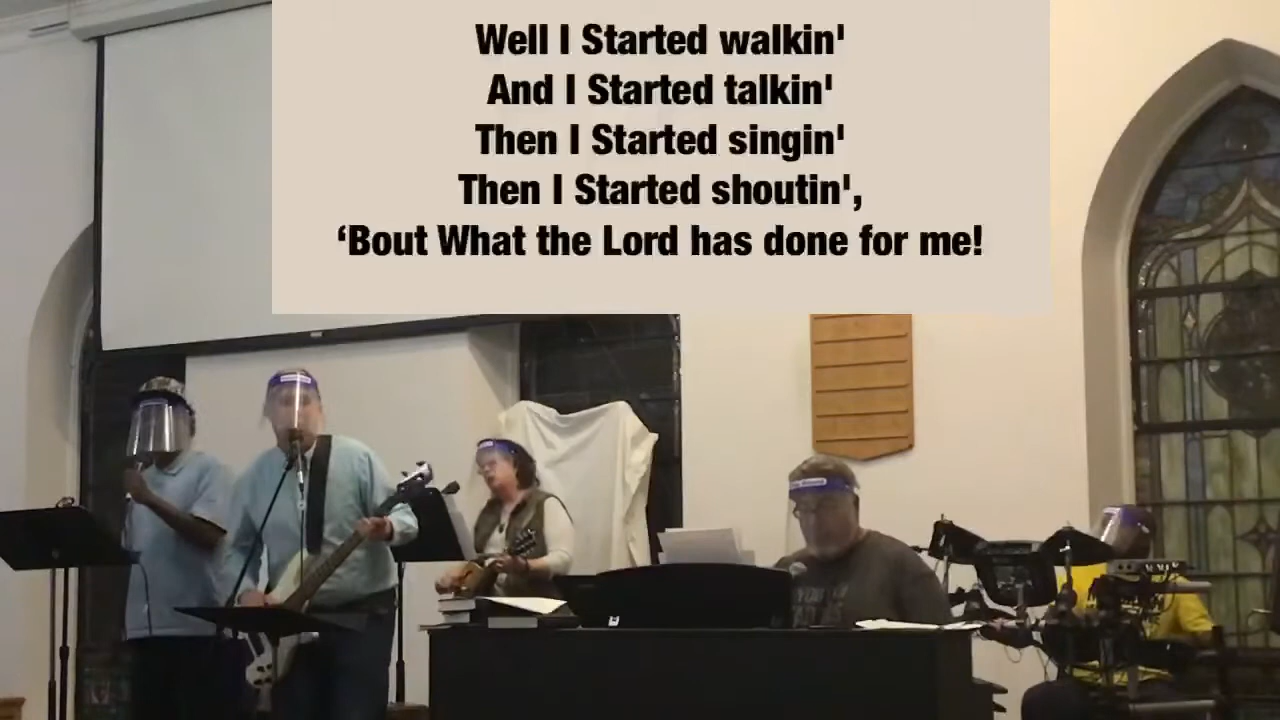 Well I Started walkin'
And I Started talkin'
Then I Started singin'
Then I Started shoutin',
‘Bout What the Lord has done for me!